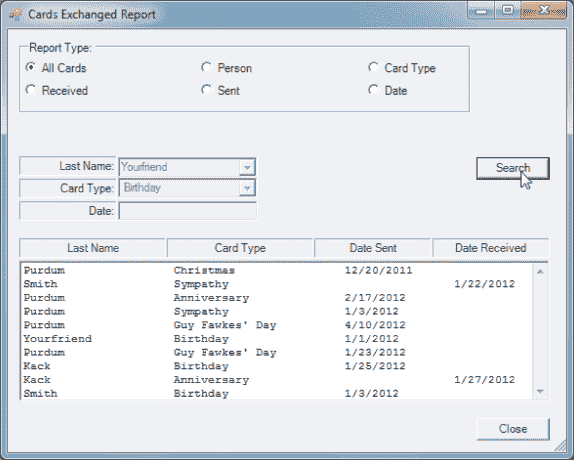 Cards Exchanged Report
Report Type:
All Cards Person Card Type
Received Sent Date
Last Name: Yourfriend Search
Card Type: Birthday
Date:
Last Name Card Type Date Sent Date Received
Purdum Christmas 12/20/2011
Smith Sympathy 1/22/2012
Purdum Anniversary 2/17/2012
Purdum Sympathy 1/3/2012
Purdum Guy Fawkes' Day 4/10/2012
Yourfriend Birthday 1/1/2012
Purdum Guy Fawkes' Day 1/23/2012
Kack Birthday 1/25/2012
Kack Anniversary 1/27/2012
Smith Birthday 1/3/2012
Close